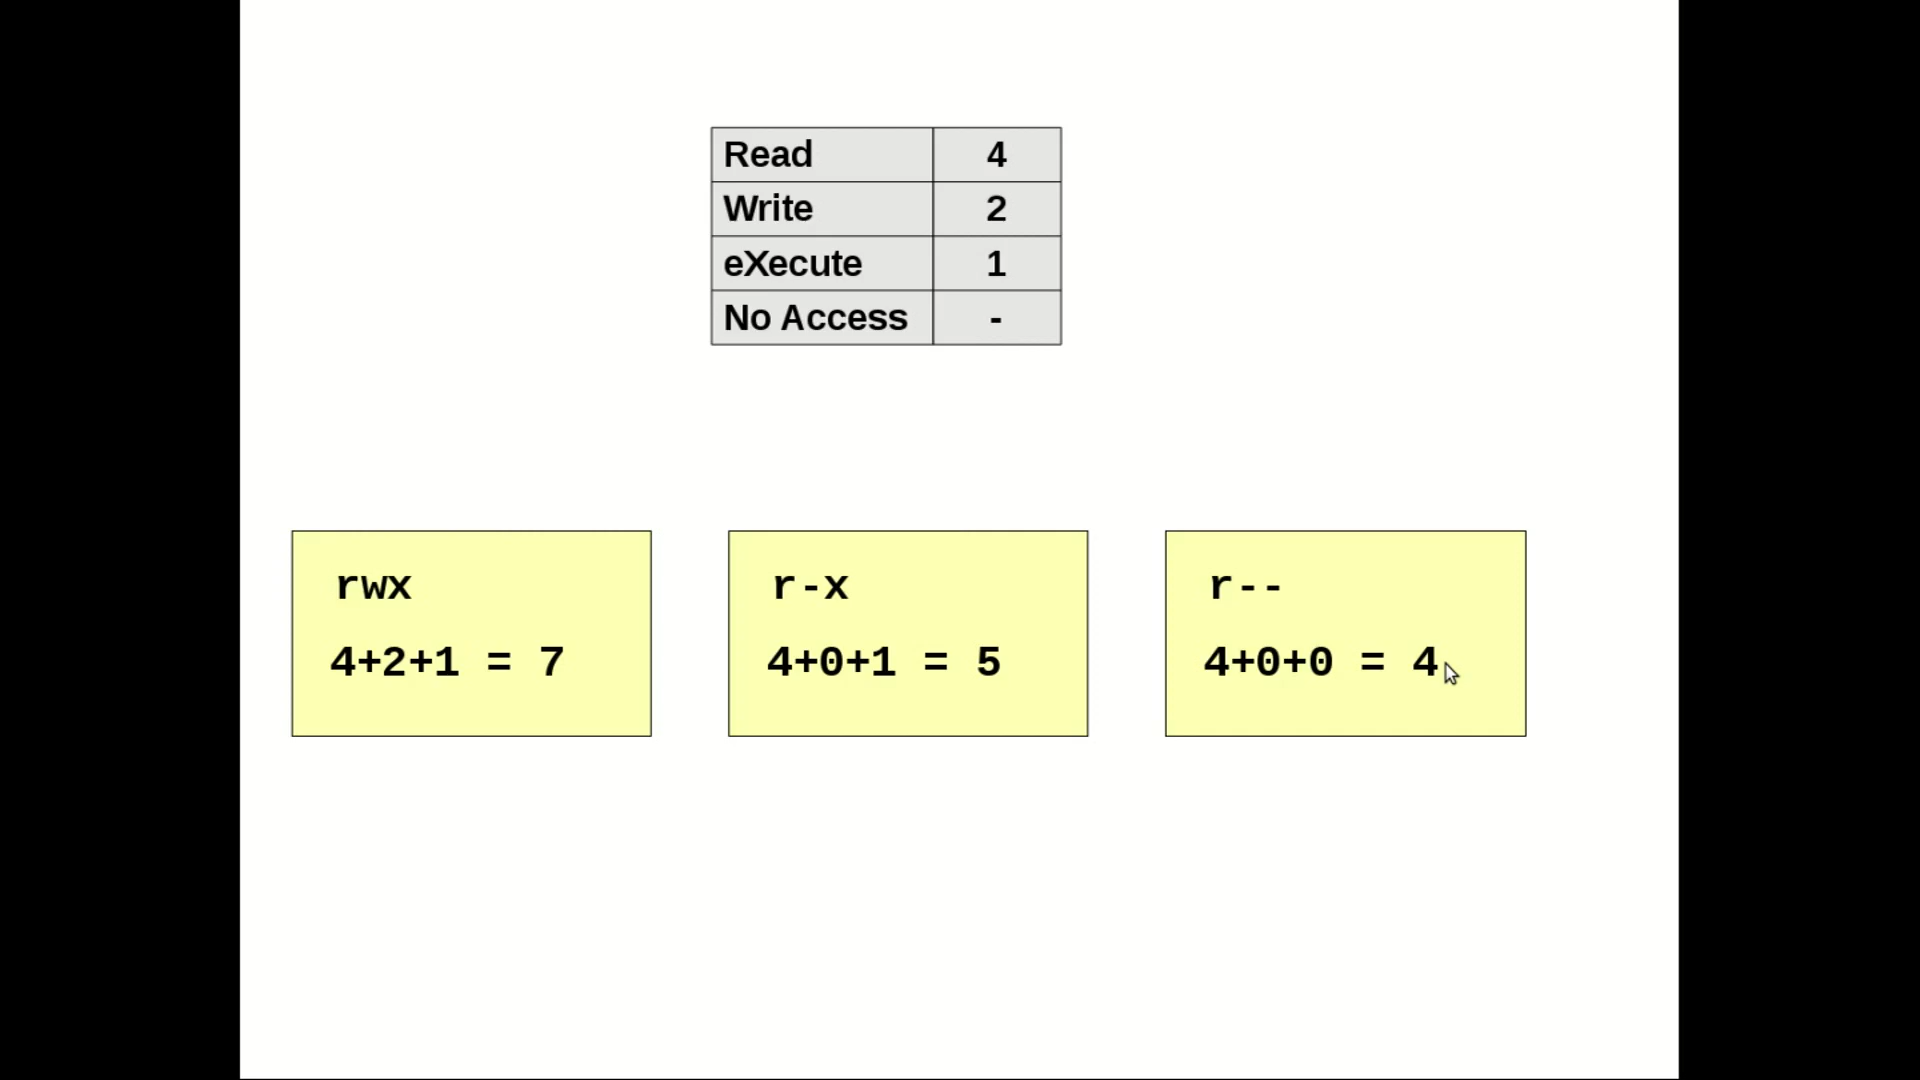 Read 4
Write 2
eXecute 1
No Access -
rwx
4+2+1 = 7
r-x
4+0+1 = 5
r--
4+0+0 = 4